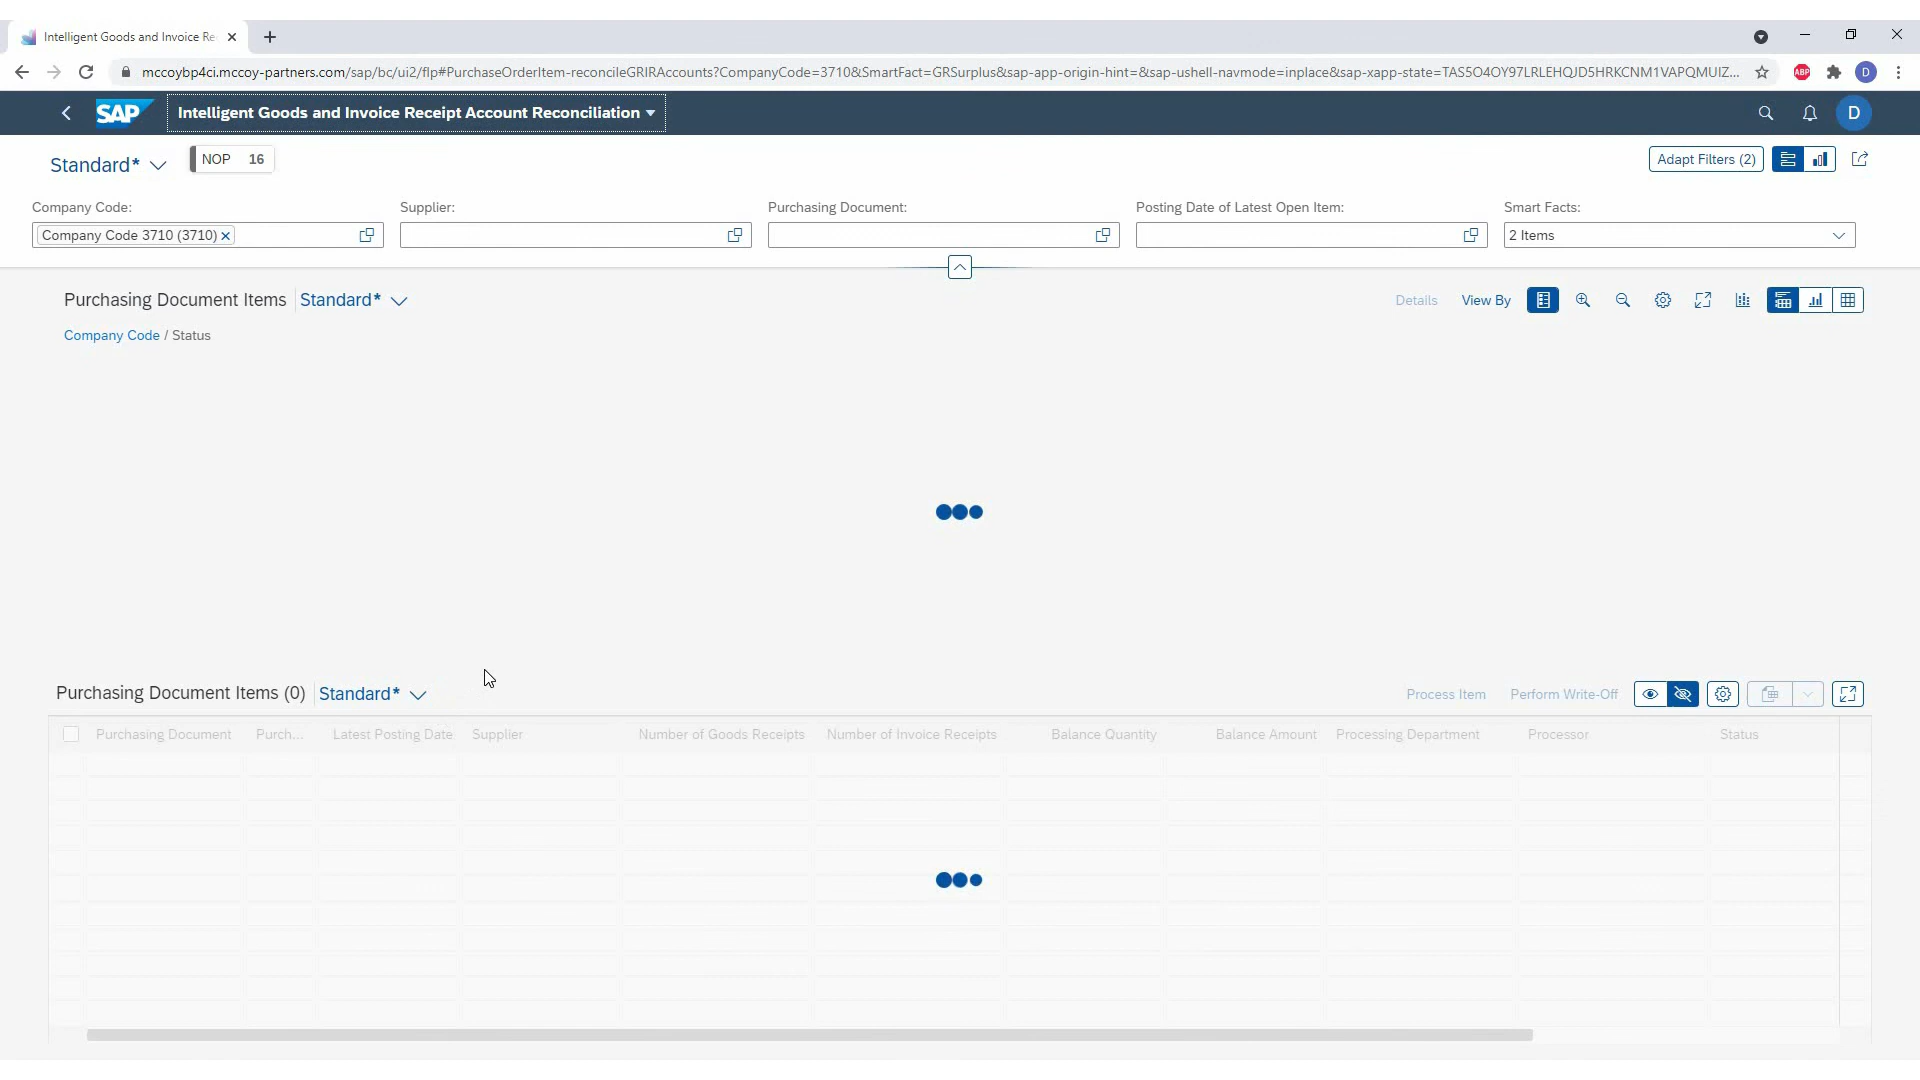 Intelligent Goods and Invoice Re
mccoybp4ci.mccoy-partners.com/sap/bc/ui2/flp#PurchaseOrderItem-reconcileGRIRAccounts?CompanyCode=3710&SmartFact=GRSurplus&sap-app-origin-hint=&sap-ushell-navmode=inplace&sap-xapp-state=TAS5O4OY97LRLEHQJD5HRKCNM1VAPQMUIZ...
ABP
D
SAP Intelligent Goods and Invoice Receipt Account Reconciliation
D
Standard*
NOP 16
Adapt Filters (2)
Company Code: Supplier: Purchasing Document: Posting Date of Latest Open Item: Smart Facts:
Company Code 3710 (3710) 2 Items
Purchasing Document Items Standard* Details View By
Company Code / Status
Purchasing Document Items (0) Standard* Process Item Perform Write-Off
Purchasing Document Purch... Latest Posting Date Supplier Number of Goods Receipts Number of Invoice Receipts Balance Quantity Balance Amount Processing Department Processor Status